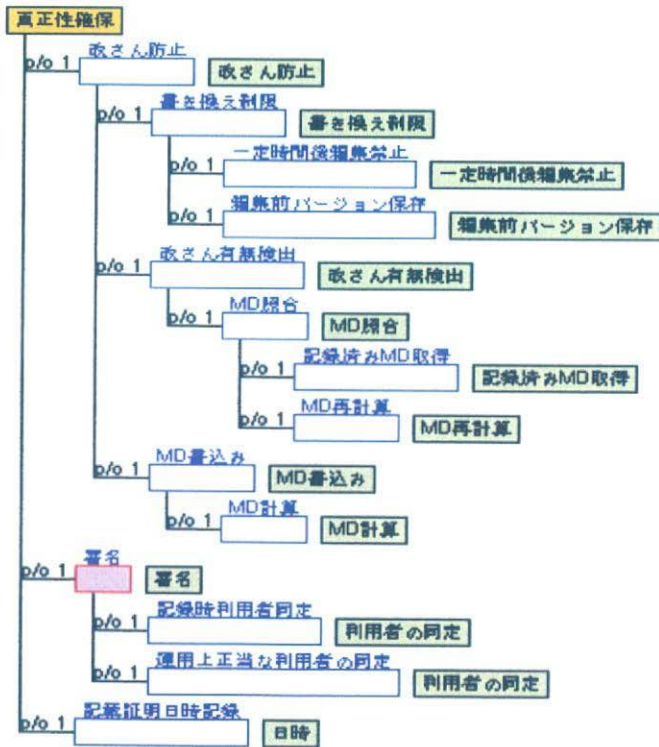 真正性確保
改さん防止
p/o 1 改さん防止
書き換え制限
p/o 1 書き換え制限
一定時間後編集禁止
p/o 1 一定時間後編集禁止
編集前バージョン保存
p/o 1 編集前バージョン保存
改さん有無検出
p/o 1 改さん有無検出
MD照合
p/o 1 MD照合
記録済みMD取得
p/o 1 記録済みMD取得
MD再計算
p/o 1 MD再計算
MD書込み
p/o 1 MD書込み
MD計算
p/o 1 MD計算
署名
p/o 1 署名
記録時利用者同定
p/o 1 利用者の同定
運用上正当な利用者の同定
p/o 1 利用者の同定
記載証明日時記録
p/o 1 日時